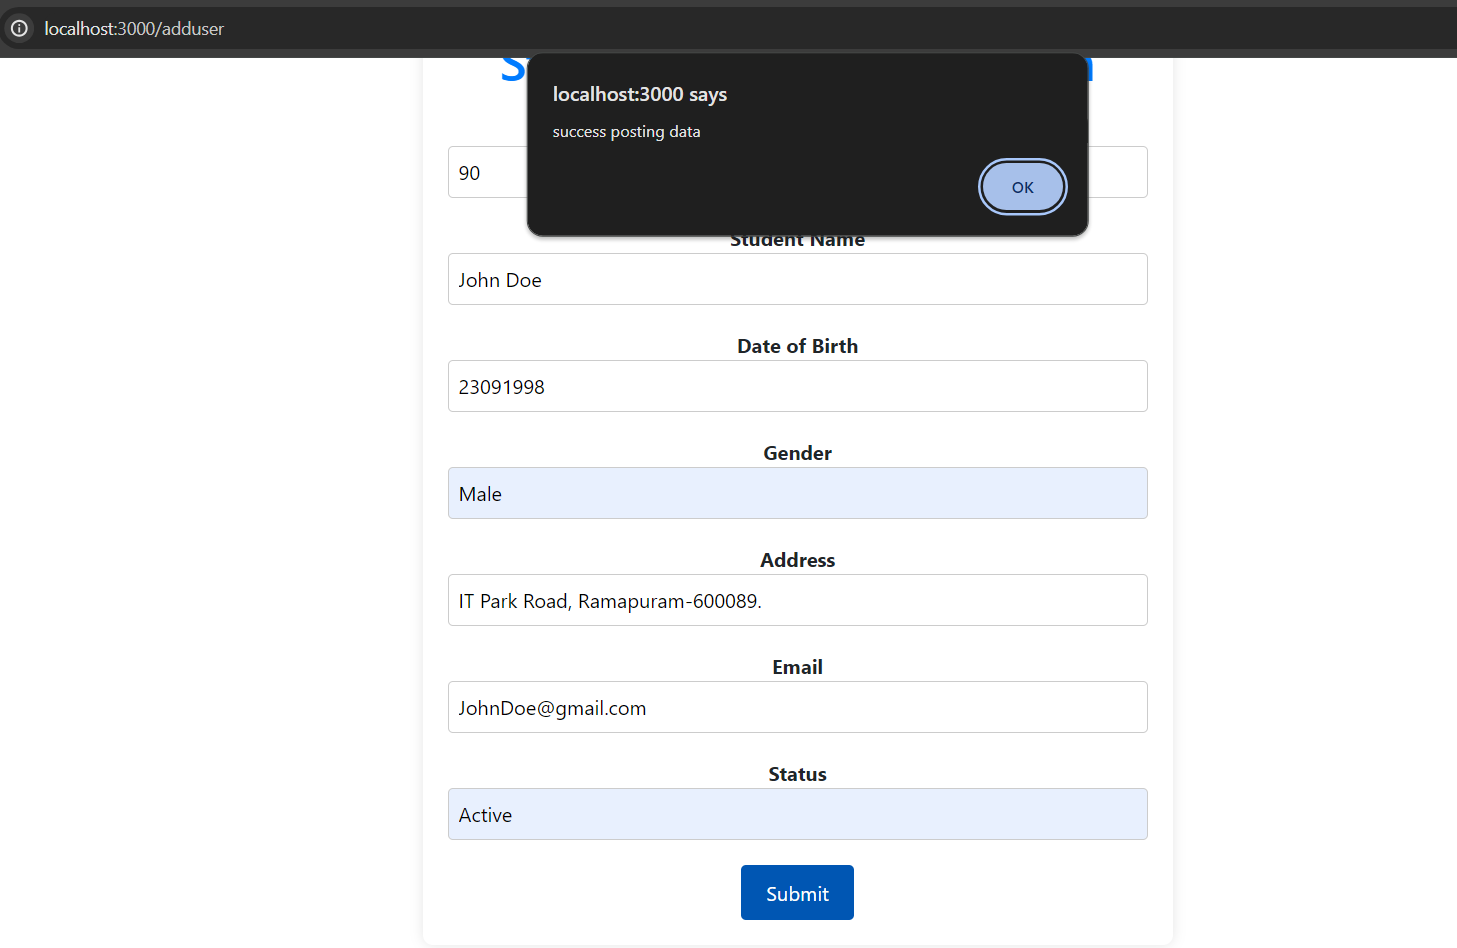 localhost:3000/adduser
localhost:3000 says
success posting data
OK
90
Student Name
John Doe
Date of Birth
23091998
Gender
Male
Address
IT Park Road, Ramapuram-600089.
Email
JohnDoe@gmail.com
Status
Active
Submit